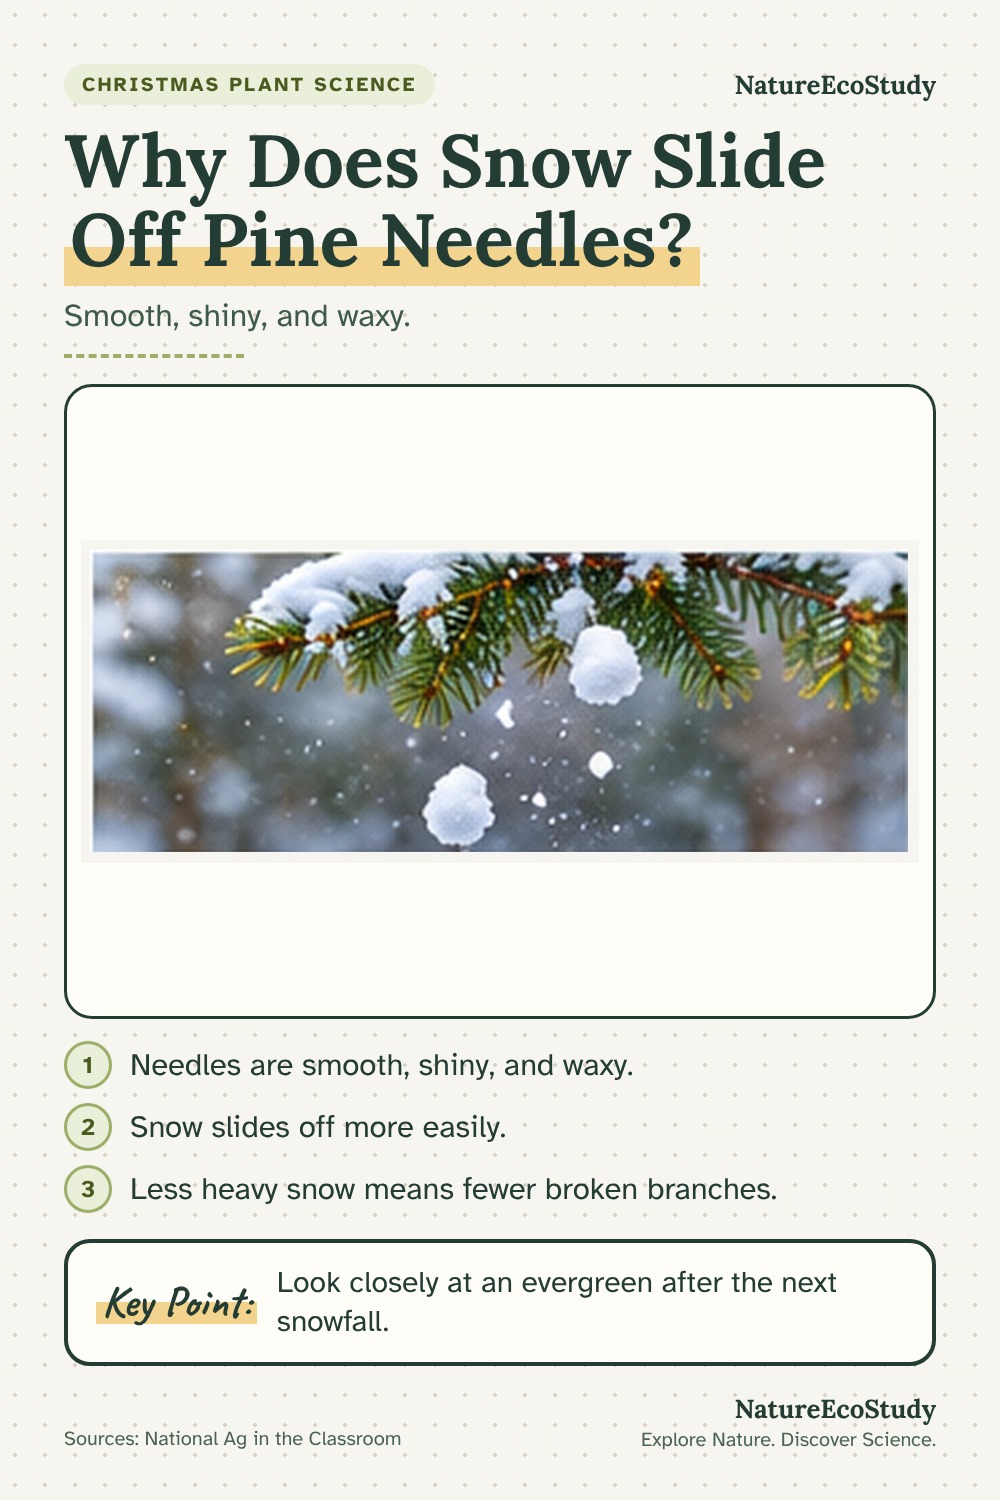 CHRISTMAS PLANT SCIENCE
NatureEcoStudy
Why Does Snow Slide
Off Pine Needles?
Smooth, shiny, and waxy.
1 Needles are smooth, shiny, and waxy.
2 Snow slides off more easily.
3 Less heavy snow means fewer broken branches.
Key Point:
Look closely at an evergreen after the next
snowfall.
NatureEcoStudy
Sources: National Ag in the Classroom
Explore Nature. Discover Science.